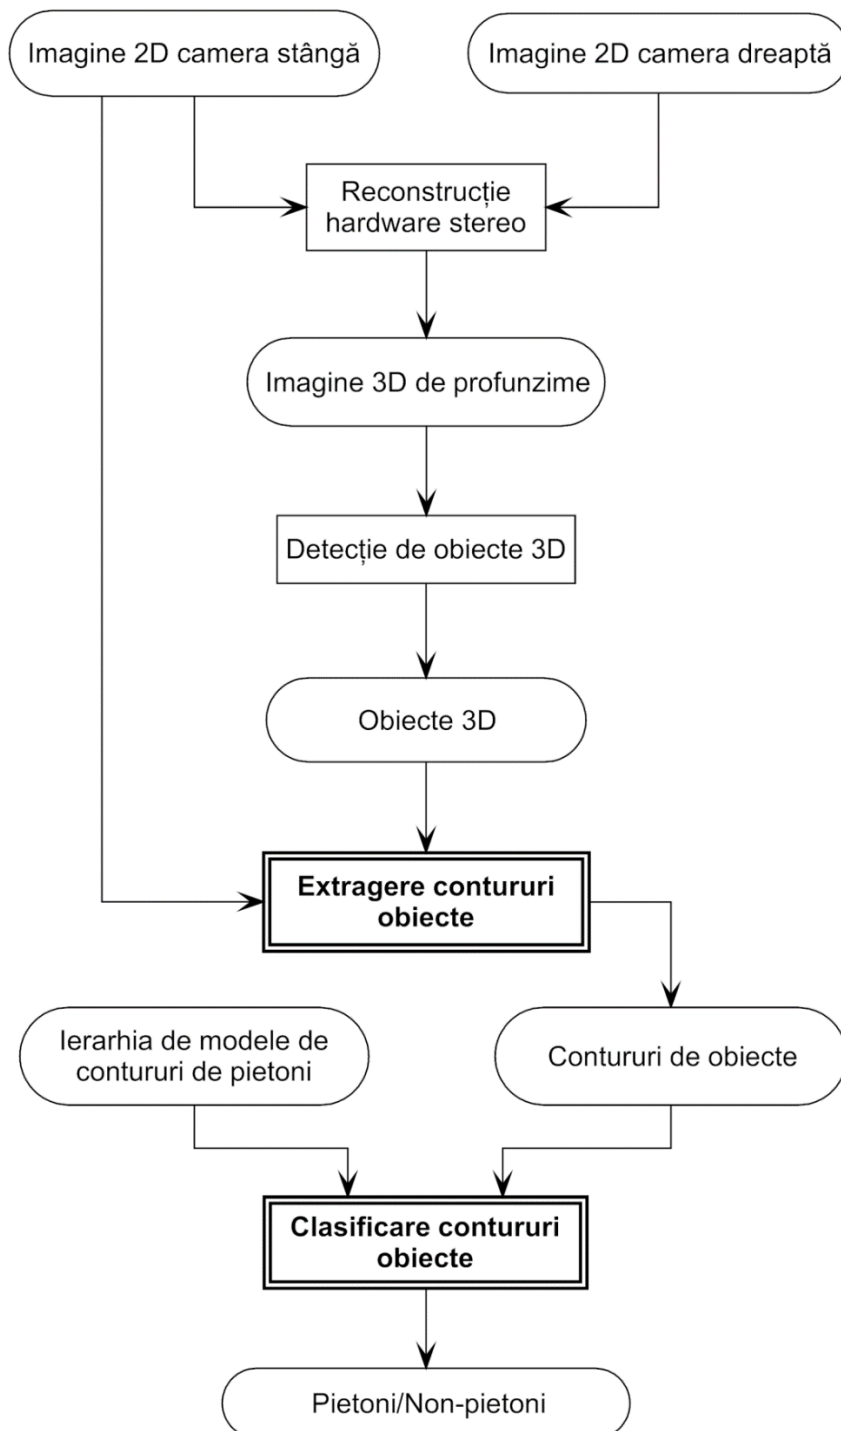 Imagine 2D camera stângă
Imagine 2D camera dreaptă
Reconstrucție
hardware stereo
Imagine 3D de profunzime
Detecție de obiecte 3D
Obiecte 3D
Extragere contururi
obiecte
Ierarhia de modele de
contururi de pietoni
Contururi de obiecte
Clasificare contururi
obiecte
Pietoni/Non-pietoni